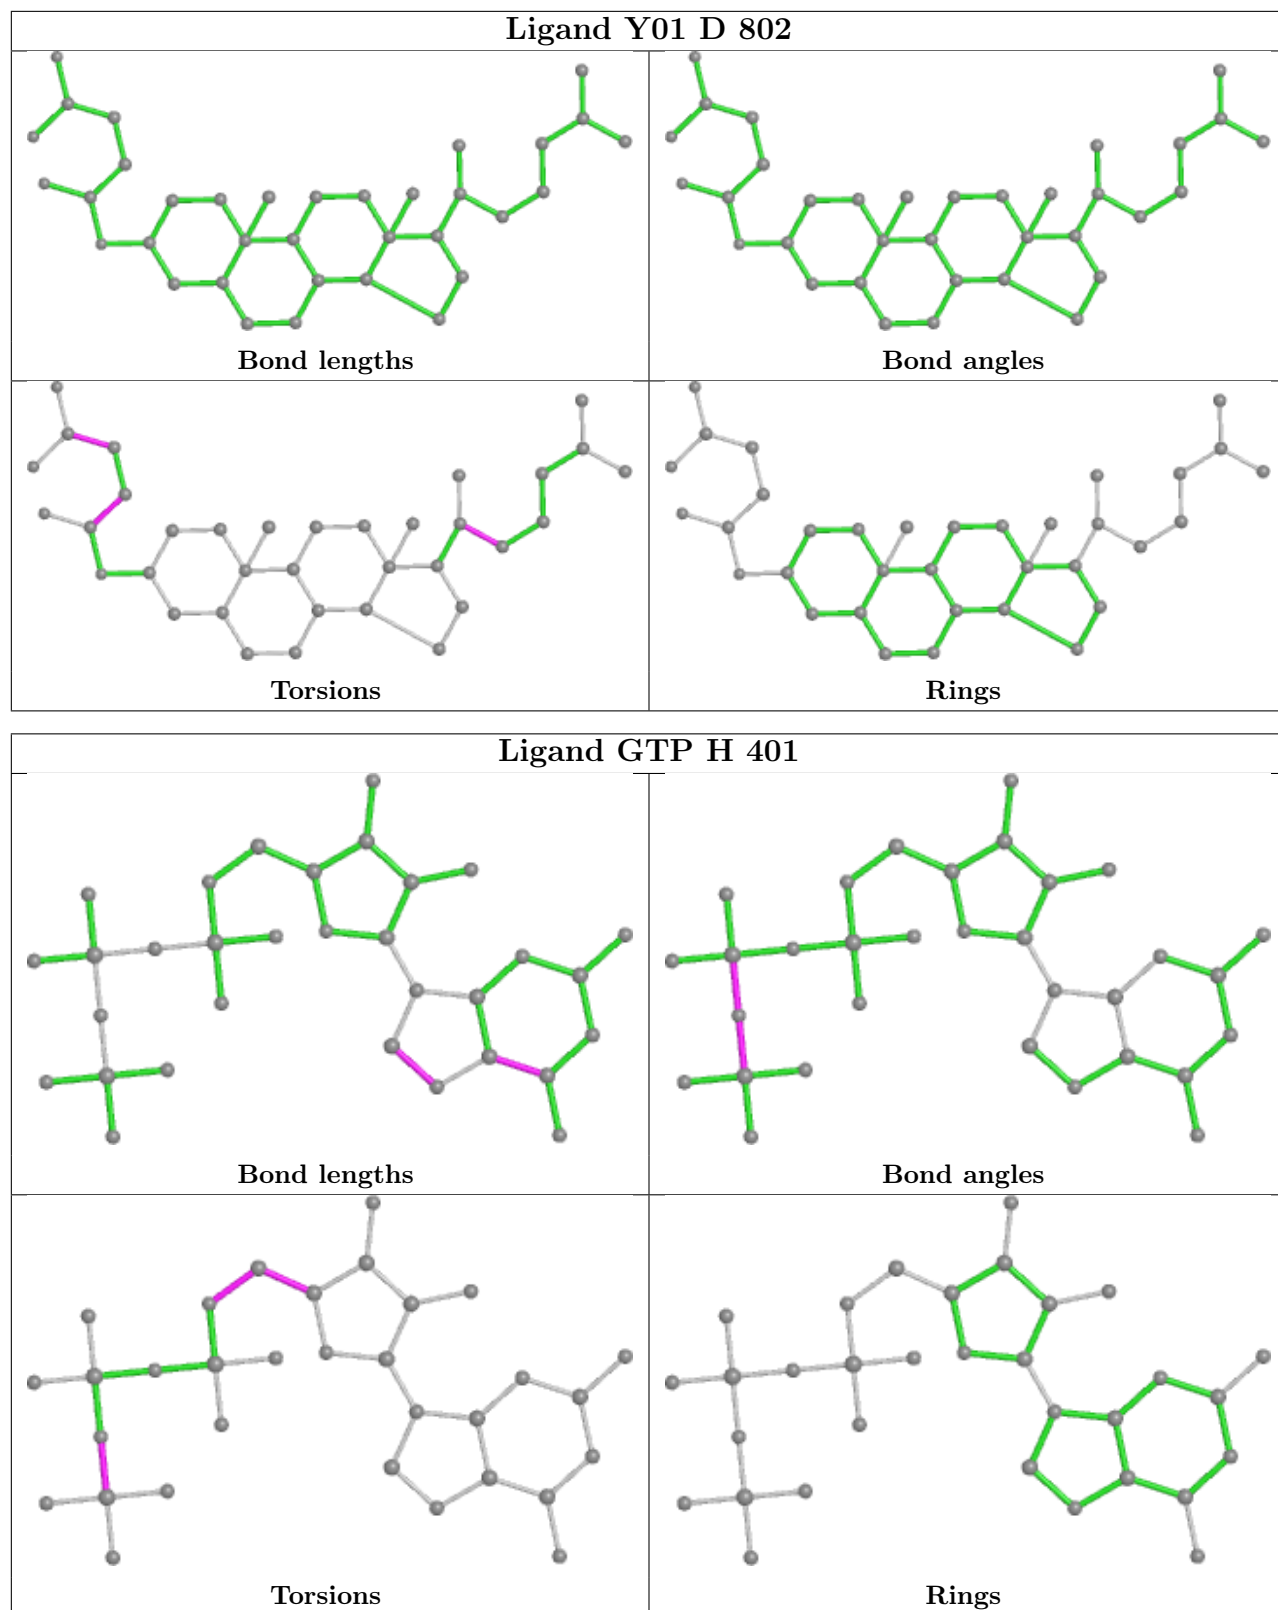 Ligand Y01 D 802
Bond lengths
Bond angles
Torsions
Rings
Ligand GTP H 401
Bond lengths
Bond angles
Torsions
Rings